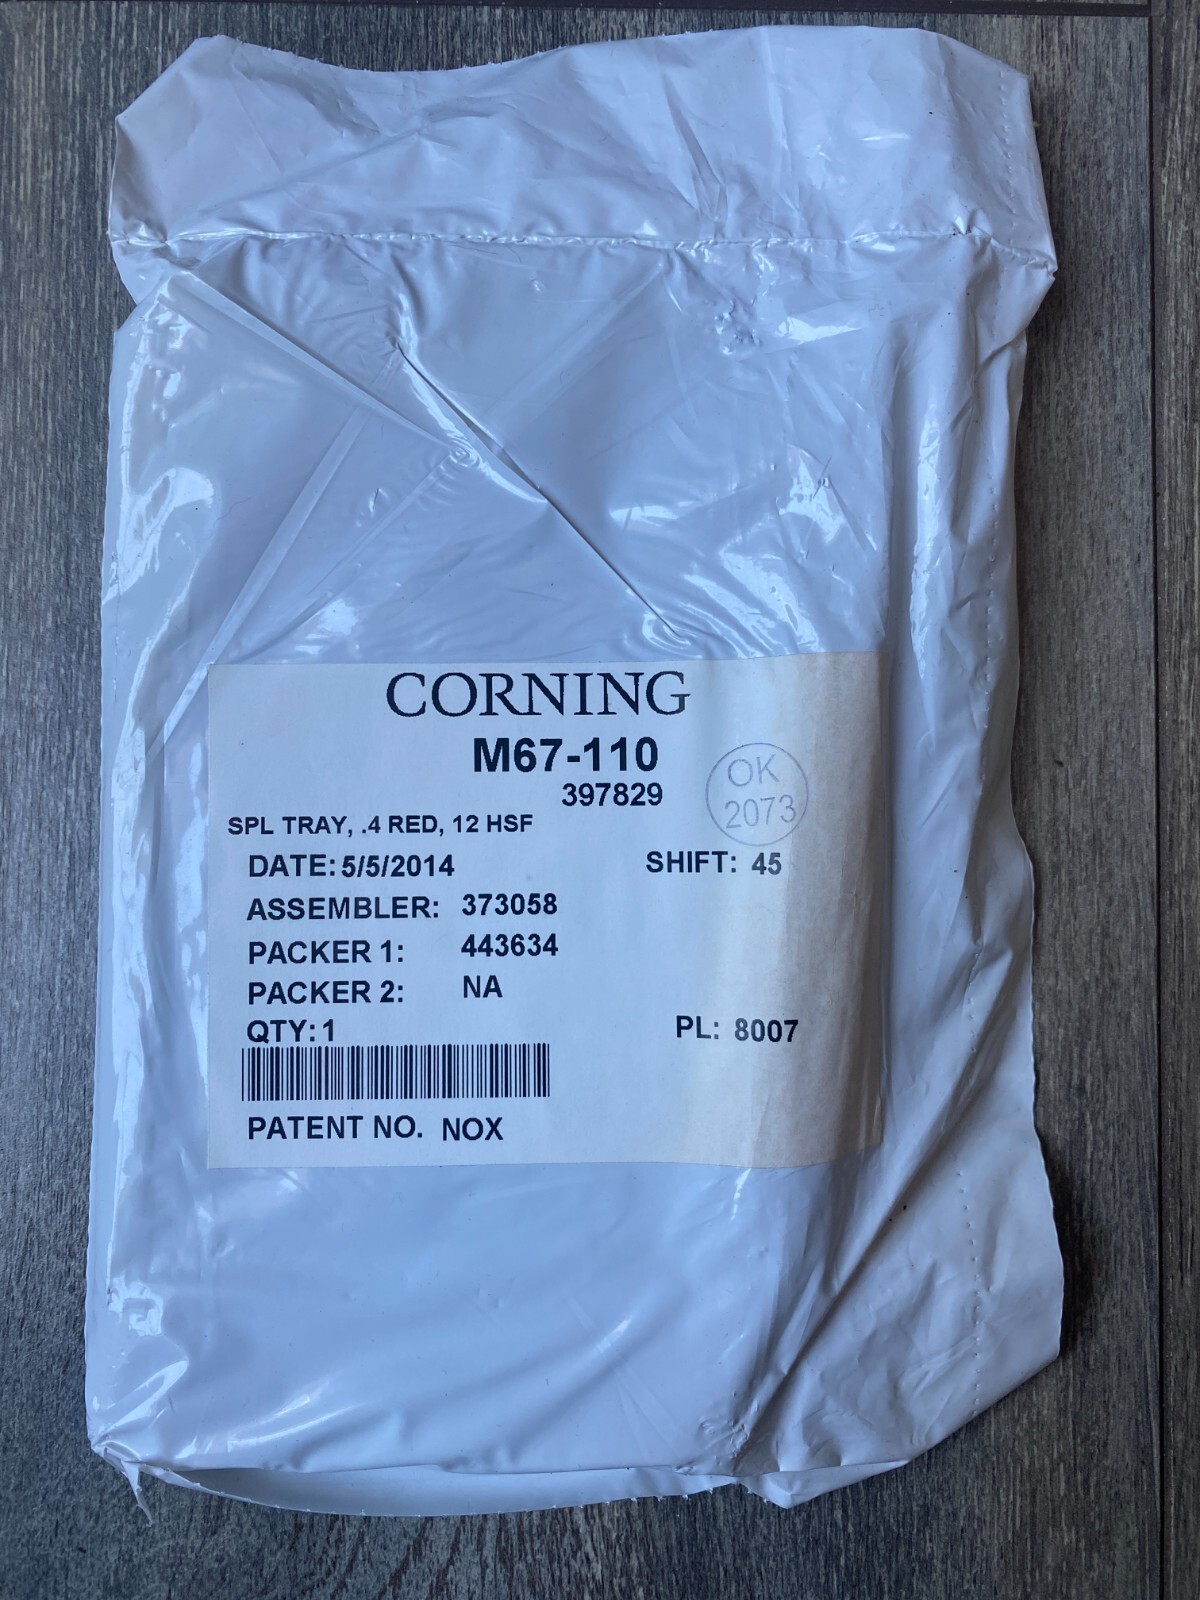 CORNING
M67-110
397829
OK
2073
SPL TRAY, .4 RED, 12 HSF
DATE: 5/5/2014 SHIFT: 45
ASSEMBLER: 373058
PACKER 1: 443634
PACKER 2: NA
QTY: 1 PL: 8007
PATENT NO. NOX